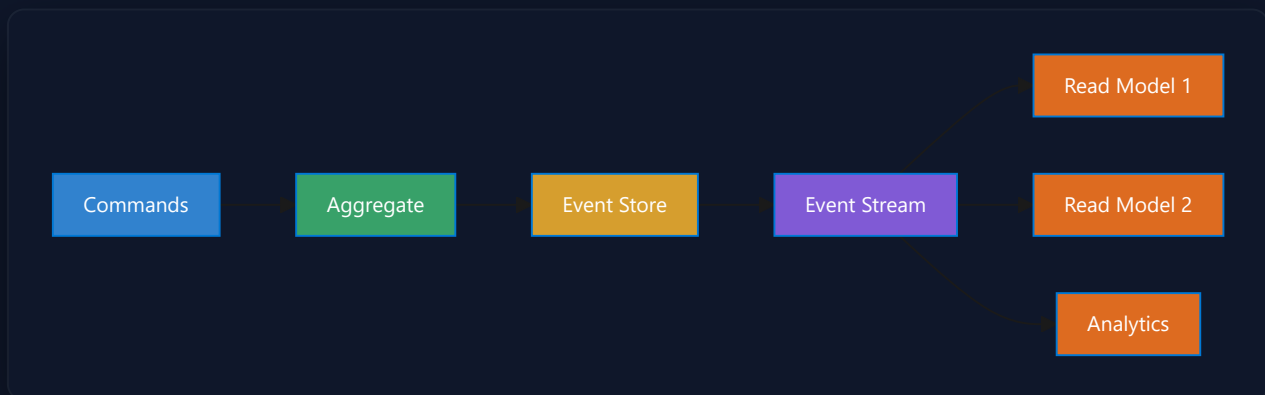 Read Model 1
Commands
Aggregate
Event Store
Event Stream
Read Model 2
Analytics